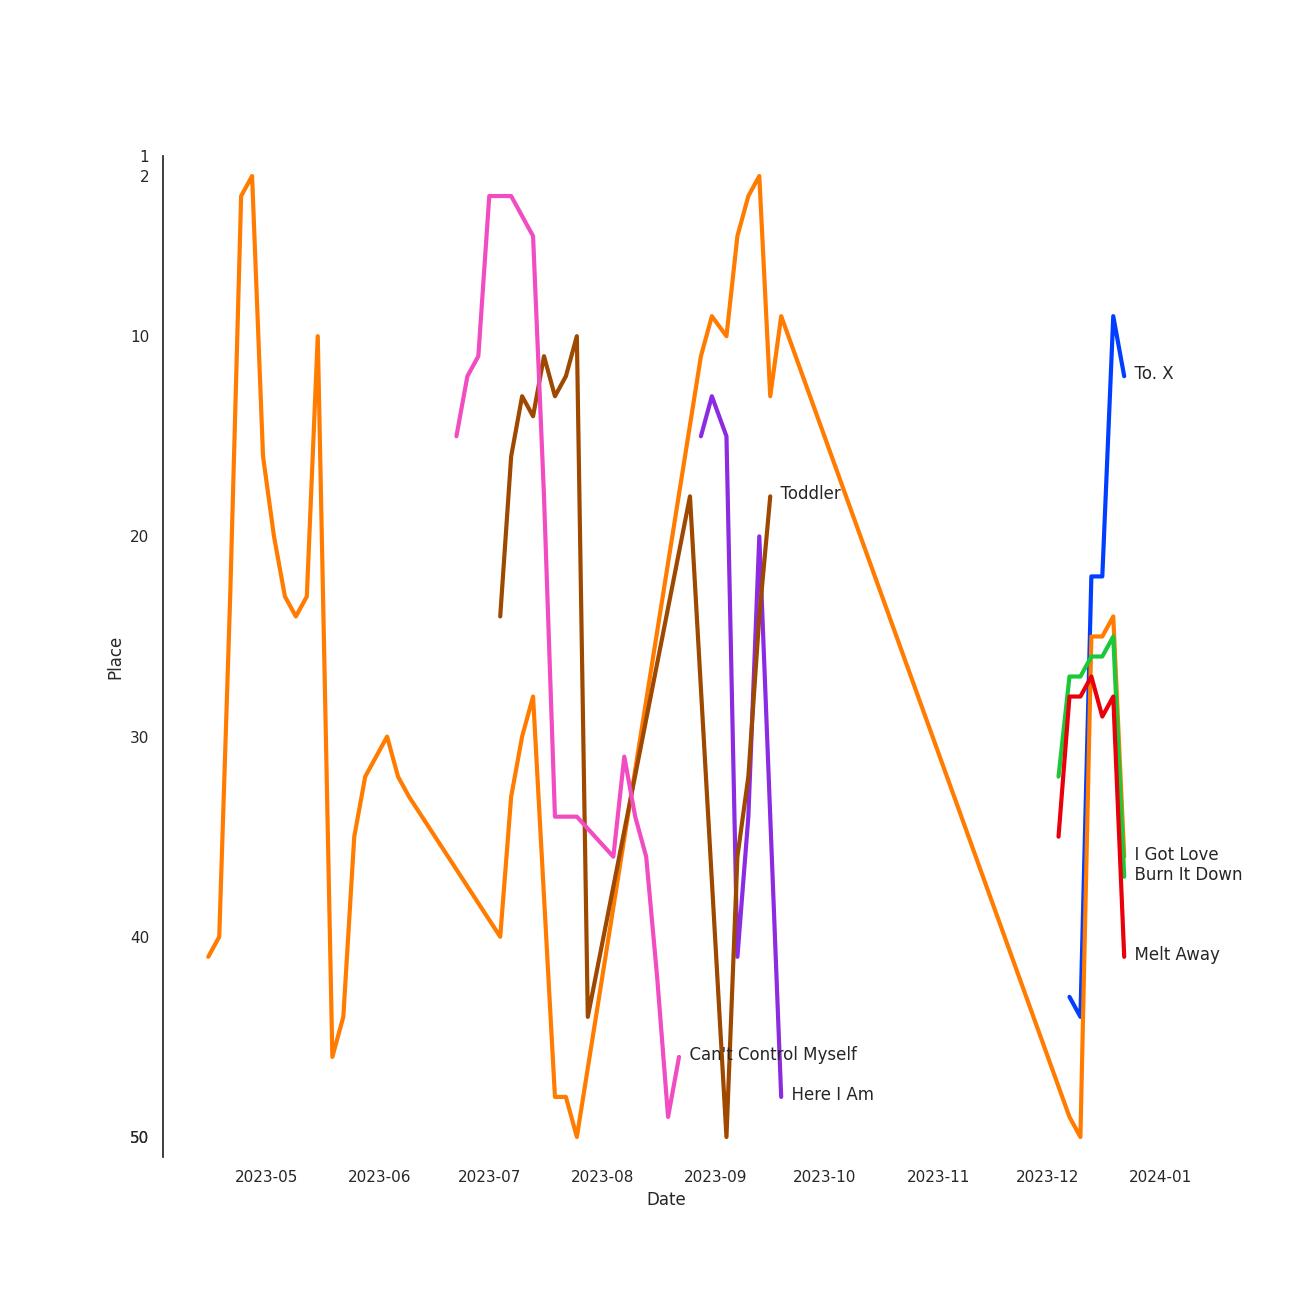 1
2
10
20
30
40
50
Place
To. X
Toddler
I Got Love
Burn It Down
Melt Away
Can't Control Myself
Here I Am
2023-05 2023-06 2023-07 2023-08 2023-09 2023-10 2023-11 2023-12 2024-01
Date